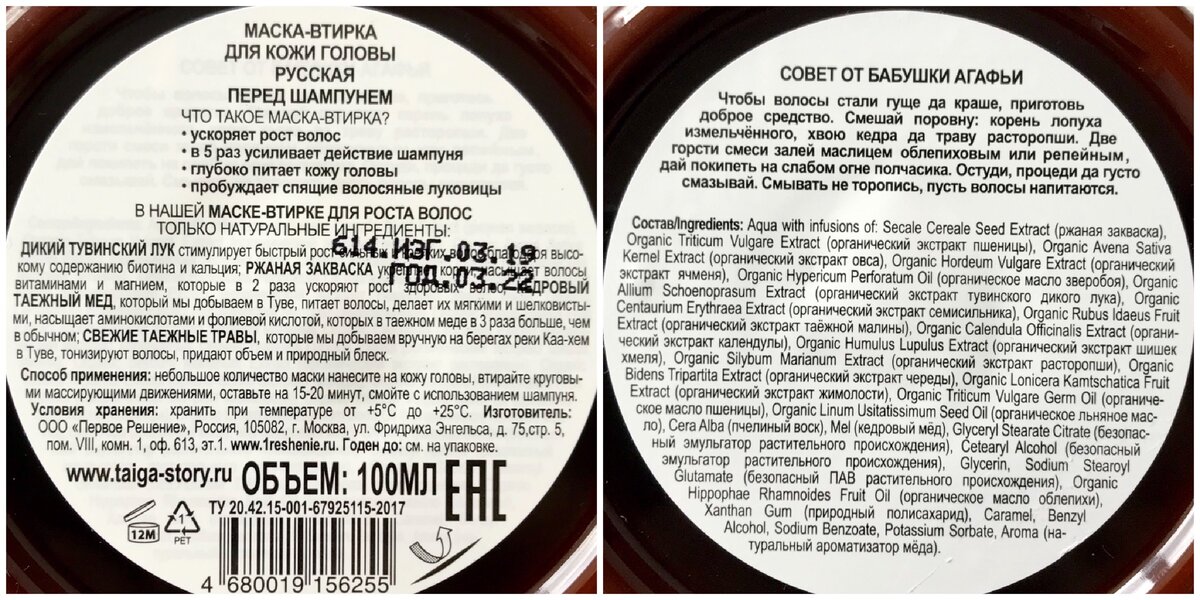 МАСКА-ВТИРКА
ДЛЯ КОЖИ ГОЛОВЫ
РУССКАЯ
ПЕРЕД ШАМПУНЕМ
ЧТО ТАКОЕ МАСКА-ВТИРКА?
• ускоряет рост волос
• в 5 раз усиливает действие шампуня
• глубоко питает кожу головы
• пробуждает спящие волосяные луковицы
В НАШЕЙ МАСКЕ-ВТИРКЕ ДЛЯ РОСТА ВОЛОС
ТОЛЬКО НАТУРАЛЬНЫЕ ИНГРЕДИЕНТЫ:
614 ИЗГ.03.19
ГОД.03.22
ДИКИЙ ТУВИНСКИЙ ЛУК стимулирует быстрый рост волос благодаря высо-
кому содержанию биотина и кальция; РЖАНАЯ ЗАКВАСКА насыщает волосы
витаминами и магнием, которые в 2 раза ускоряют рост КЕДРОВЫЙ
ТАЕЖНЫЙ МЕД, который мы добываем в Туве, питает волосы, делает их мягкими и шелковисты-
ми, насыщает аминокислотами и фолиевой кислотой, которых в таежном меде в 3 раза больше, чем
в обычном; СВЕЖИЕ ТАЕЖНЫЕ ТРАВЫ, которые мы добываем вручную на берегах реки Каа-хем
в Туве, тонизируют волосы, придают объем и природный блеск.
Способ применения: небольшое количество маски нанесите на кожу головы, втирайте круговы-
ми массирующими движениями, оставьте на 15-20 минут, смойте с использованием шампуня.
Условия хранения: хранить при температуре от +5°C до +25°C. Изготовитель:
ООО «Первое Решение», Россия, 105082, г. Москва, ул. Фридриха Энгельса, д. 75,стр. 5,
пом. VIII, комн. 1, оф. 613, эт.1. www.1reshenie.ru. Годен до: см. на упаковке.
www.taiga-story.ru ОБЪЕМ: 100МЛ EAC
ТУ 20.42.15-001-67925115-2017
12M
1
PET
4 680019 156255
СОВЕТ ОТ БАБУШКИ АГАФЬИ
Чтобы волосы стали гуще да краше, приготовь
доброе средство. Смешай поровну: корень лопуха
измельчённого, хвою кедра да траву расторопши. Две
горсти смеси залей маслицем облепиховым или репейным,
дай покипеть на слабом огне полчасика. Остуди, процеди да густо
смазывай. Смывать не торопись, пусть волосы напитаются.
Состав/Ingredients: Aqua with infusions of: Secale Cereale Seed Extract (ржаная закваска),
Organic Triticum Vulgare Extract (органический экстракт пшеницы), Organic Avena Sativa
Kernel Extract (органический экстракт овса), Organic Hordeum Vulgare Extract (органический
экстракт ячменя), Organic Hypericum Perforatum Oil (органическое масло зверобоя), Organic
Allium Schoenoprasum Extract (органический экстракт тувинского дикого лука), Organic
Centaurium Erythraea Extract (органический экстракт семисильника), Organic Rubus Idaeus Fruit
Extract (органический экстракт таёжной малины), Organic Calendula Officinalis Extract (органи-
ческий экстракт календулы), Organic Humulus Lupulus Extract (органический экстракт шишек
хмеля), Organic Silybum Marianum Extract (органический экстракт расторопши), Organic
Bidens Tripartita Extract (органический экстракт череды), Organic Lonicera Kamtschatica Fruit
Extract (органический экстракт жимолости), Organic Triticum Vulgare Germ Oil (органиче-
ское масло пшеницы), Organic Linum Usitatissimum Seed Oil (органическое льняное мас-
ло), Cera Alba (пчелиный воск), Mel (кедровый мёд), Glyceryl Stearate Citrate (безопас-
ный эмульгатор растительного происхождения), Cetearyl Alcohol (безопасный
эмульгатор растительного происхождения), Glycerin, Sodium Stearoyl
Glutamate (безопасный ПАВ растительного происхождения), Organic
Hippophae Rhamnoides Fruit Oil (органическое масло облепихи),
Xanthan Gum (природный полисахарид), Caramel, Benzyl
Alcohol, Sodium Benzoate, Potassium Sorbate, Aroma (на-
туральный ароматизатор мёда).